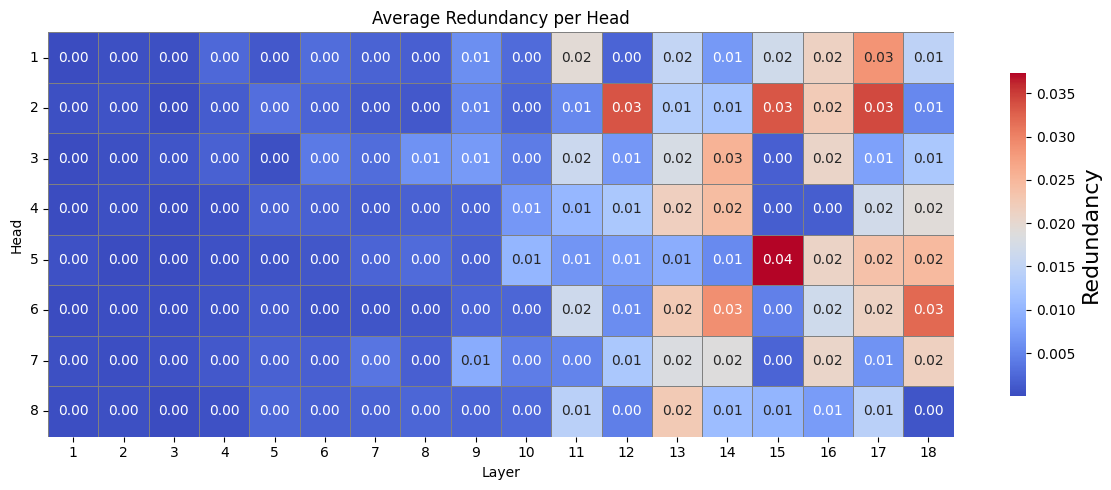 Average Redundancy per Head
1 0.00 0.00 0.00 0.00 0.00 0.00 0.00 0.00 0.01 0.00 0.02 0.00 0.02 0.01 0.02 0.02 0.03 0.01
2 0.00 0.00 0.00 0.00 0.00 0.00 0.00 0.00 0.01 0.00 0.01 0.03 0.01 0.01 0.03 0.02 0.03 0.01
3 0.00 0.00 0.00 0.00 0.00 0.00 0.00 0.01 0.01 0.00 0.02 0.01 0.02 0.03 0.00 0.02 0.01 0.01
4 0.00 0.00 0.00 0.00 0.00 0.00 0.00 0.00 0.00 0.01 0.01 0.01 0.02 0.02 0.00 0.00 0.02 0.02
5 0.00 0.00 0.00 0.00 0.00 0.00 0.00 0.00 0.00 0.01 0.01 0.01 0.01 0.01 0.04 0.02 0.02 0.02
6 0.00 0.00 0.00 0.00 0.00 0.00 0.00 0.00 0.00 0.00 0.02 0.01 0.02 0.03 0.00 0.02 0.02 0.03
7 0.00 0.00 0.00 0.00 0.00 0.00 0.00 0.00 0.01 0.00 0.00 0.01 0.02 0.02 0.00 0.02 0.01 0.02
8 0.00 0.00 0.00 0.00 0.00 0.00 0.00 0.00 0.00 0.00 0.01 0.00 0.02 0.01 0.01 0.01 0.01 0.00
1 2 3 4 5 6 7 8 9 10 11 12 13 14 15 16 17 18
Layer
Head
0.035
0.030
0.025
0.020
0.015
0.010
0.005
Redundancy